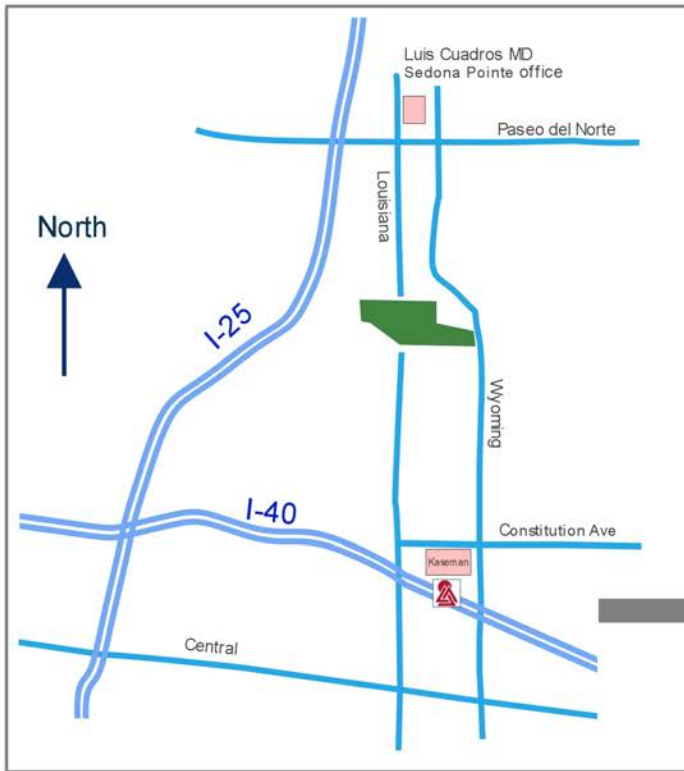 Luis Cuadros MD
Sedona Pointe office
Paseo del Norte
Louisiana
North
I-25
Wyoming
I-40
Constitution Ave
Kaseman
Central